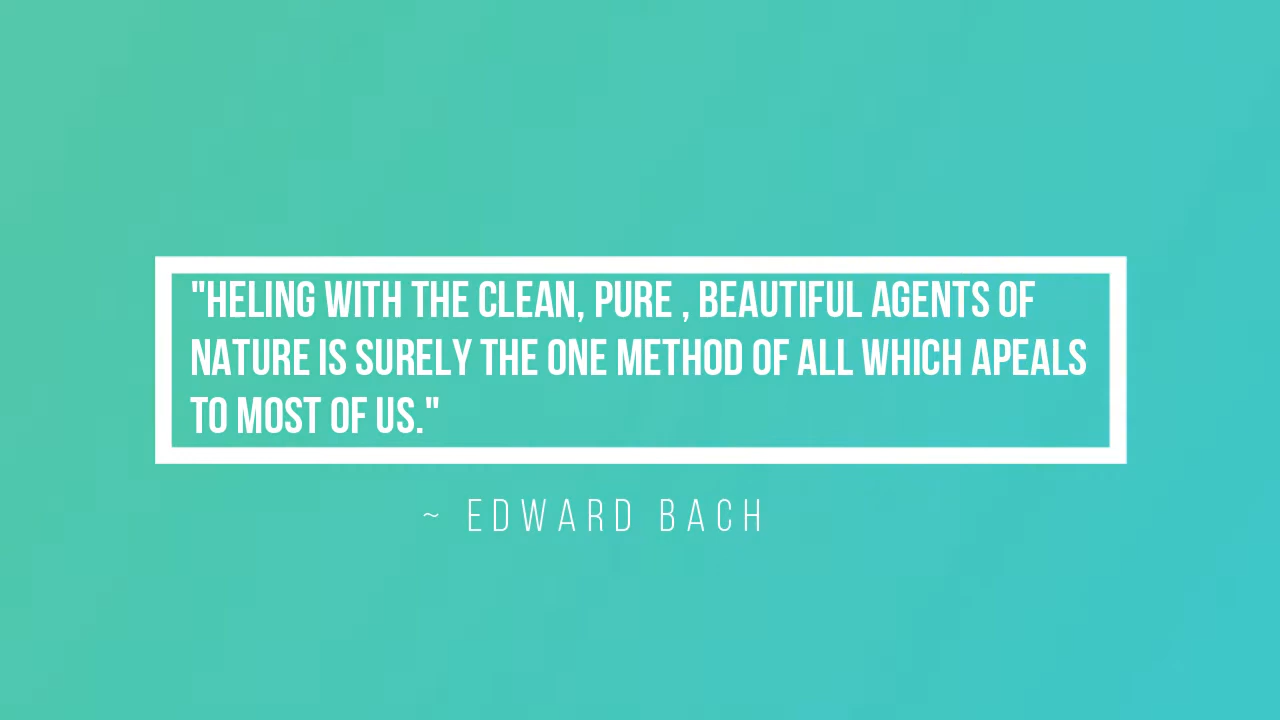 "HELING WITH THE CLEAN, PURE , BEAUTIFUL AGENTS OF
NATURE IS SURELY THE ONE METHOD OF ALL WHICH APEALS
TO MOST OF US."
~ EDWARD BACH